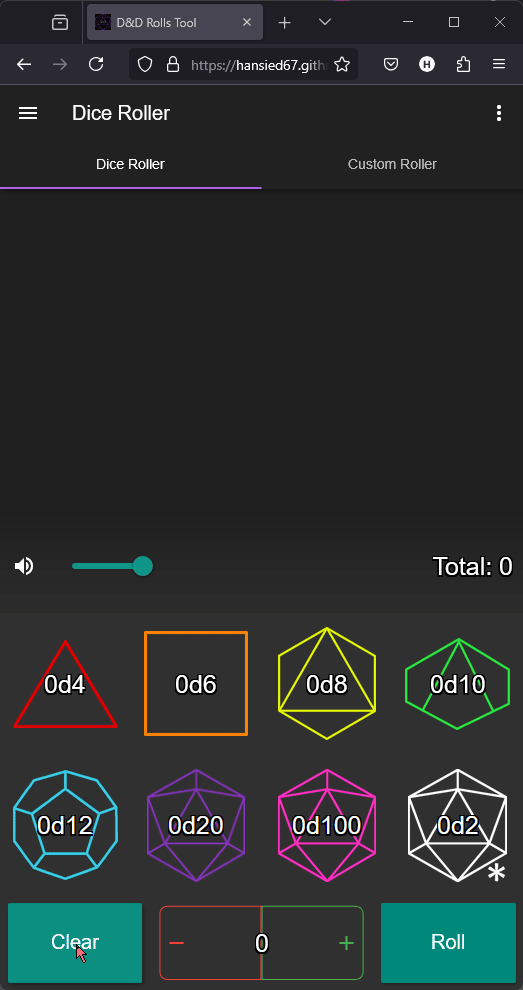 D&D Rolls Tool
https://hansied67.gith
Dice Roller
Dice Roller
Custom Roller
Total: 0
0d4
0d6
0d8
0d10
0d12
0d20
0d100
0d2
*
Clear
− 0 +
Roll